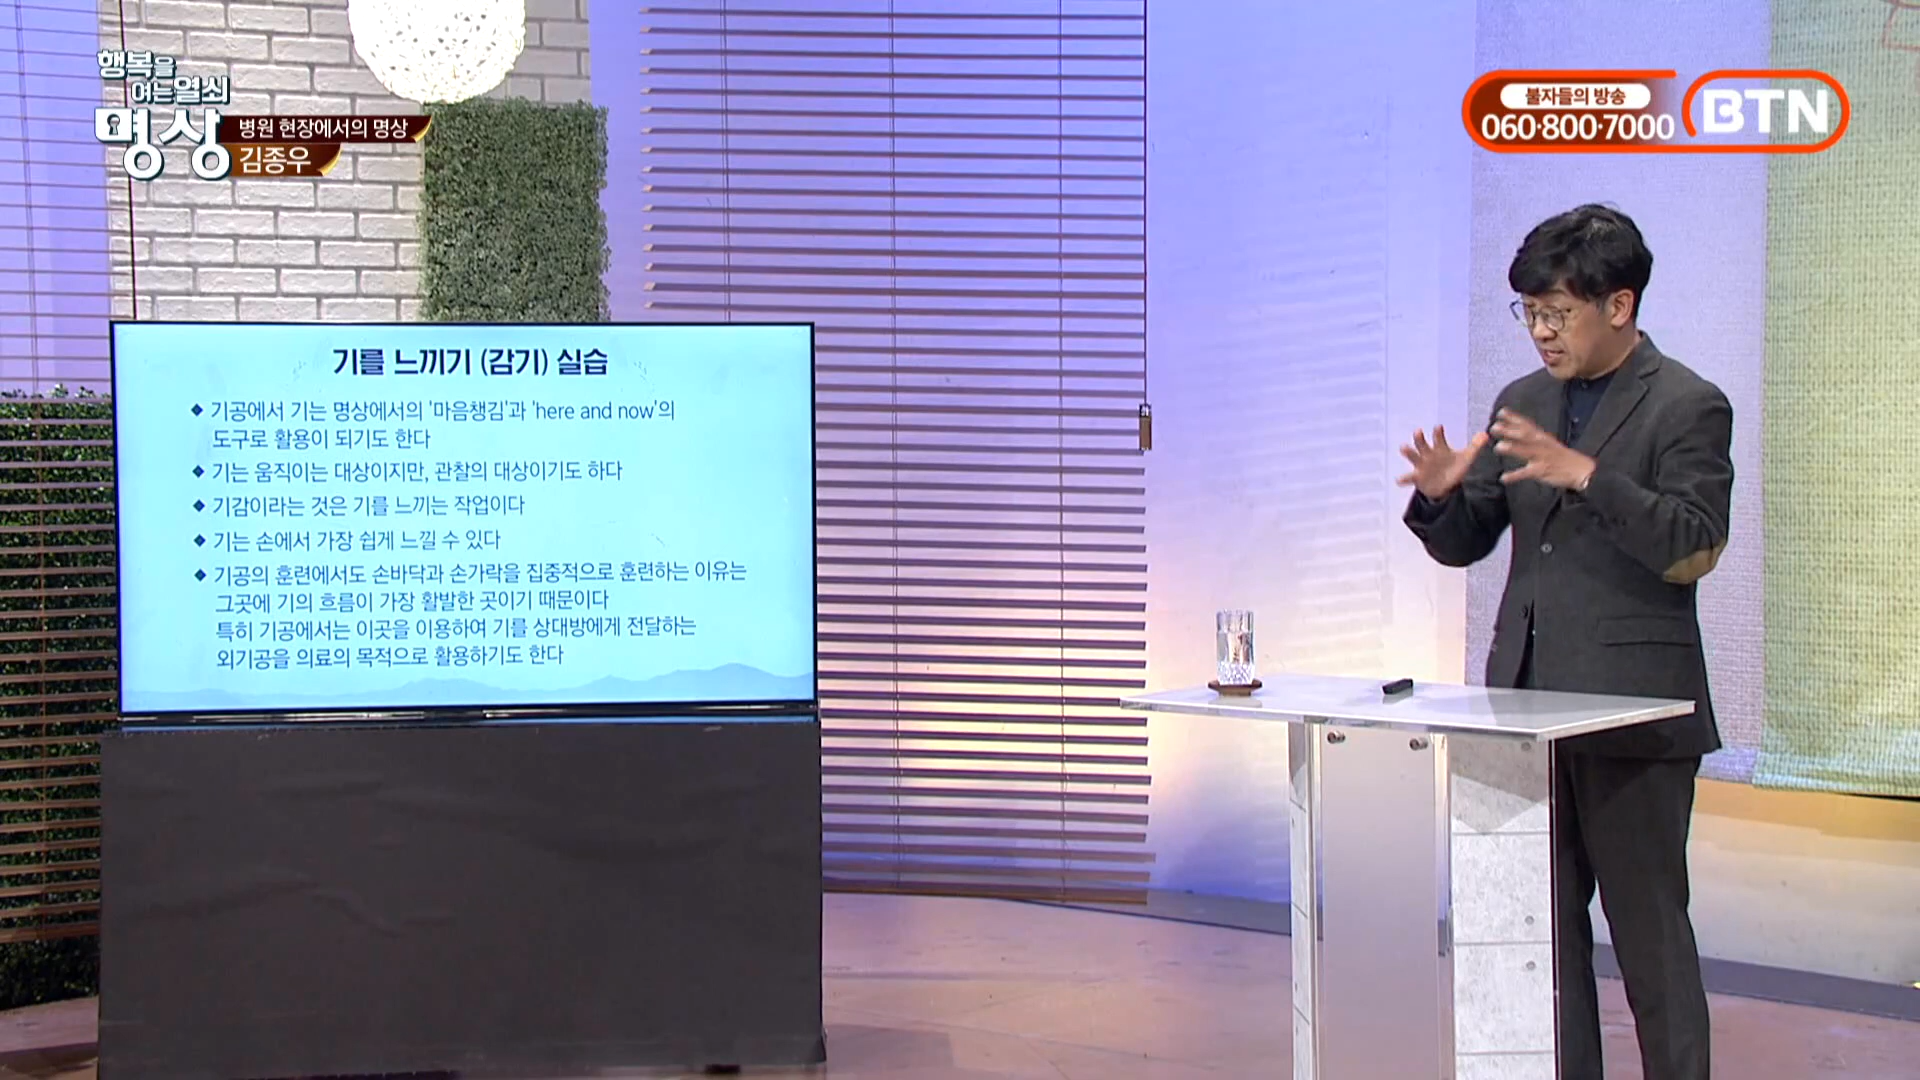 행복을
여는열쇠
명상
병원 현장에서의 명상
김종우
불자들의 방송
060·800·7000
BTN
기를 느끼기 (감기) 실습
❖ 기공에서 기는 명상에서의 '마음챙김'과 'here and now'의
도구로 활용이 되기도 한다
❖ 기는 움직이는 대상이지만, 관찰의 대상이기도 하다
❖ 기감이라는 것은 기를 느끼는 작업이다
❖ 기는 손에서 가장 쉽게 느낄 수 있다
❖ 기공의 훈련에서도 손바닥과 손가락을 집중적으로 훈련하는 이유는
그곳에 기의 흐름이 가장 활발한 곳이기 때문이다
특히 기공에서는 이곳을 이용하여 기를 상대방에게 전달하는
외기공을 의료의 목적으로 활용하기도 한다